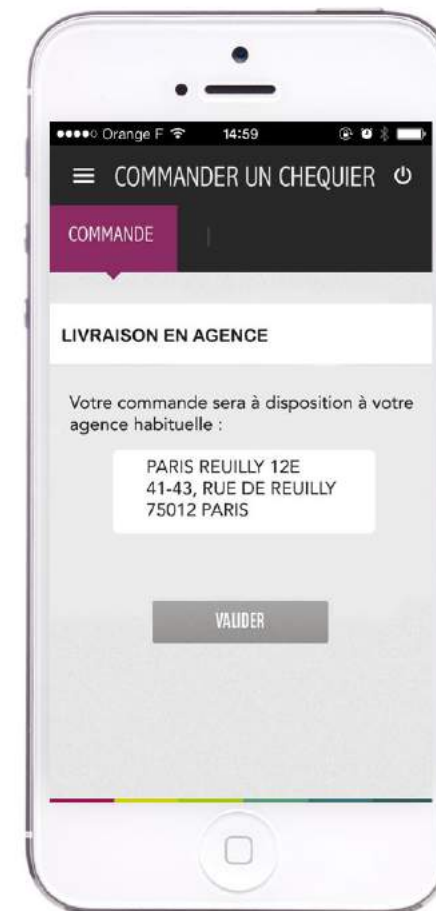 Orange F 14:59
COMMANDER UN CHEQUIER
COMMANDE
LIVRAISON EN AGENCE
Votre commande sera à disposition à votre
agence habituelle :
PARIS REUILLY 12E
41-43, RUE DE REUILLY
75012 PARIS
VALIDER